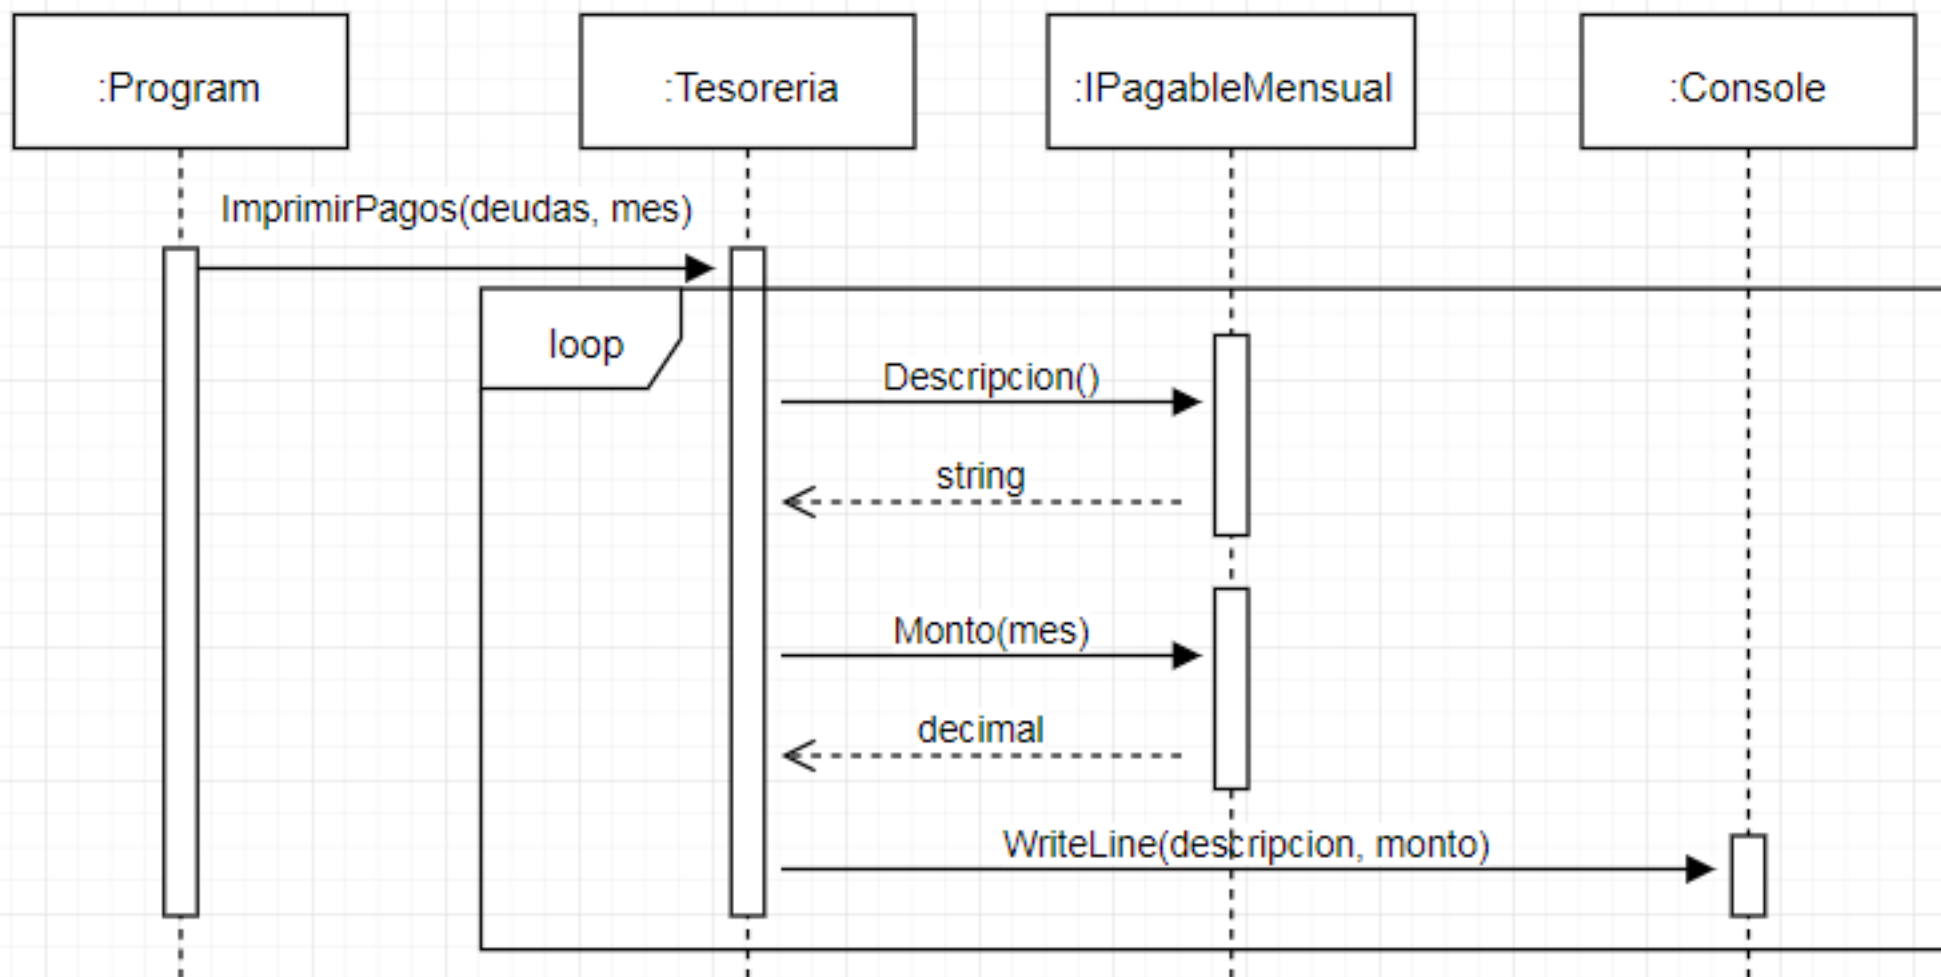 :Program
:Tesoreria
:IPagableMensual
:Console
ImprimirPagos(deudas, mes)
loop
Descripcion()
string
Monto(mes)
decimal
WriteLine(descripcion, monto)